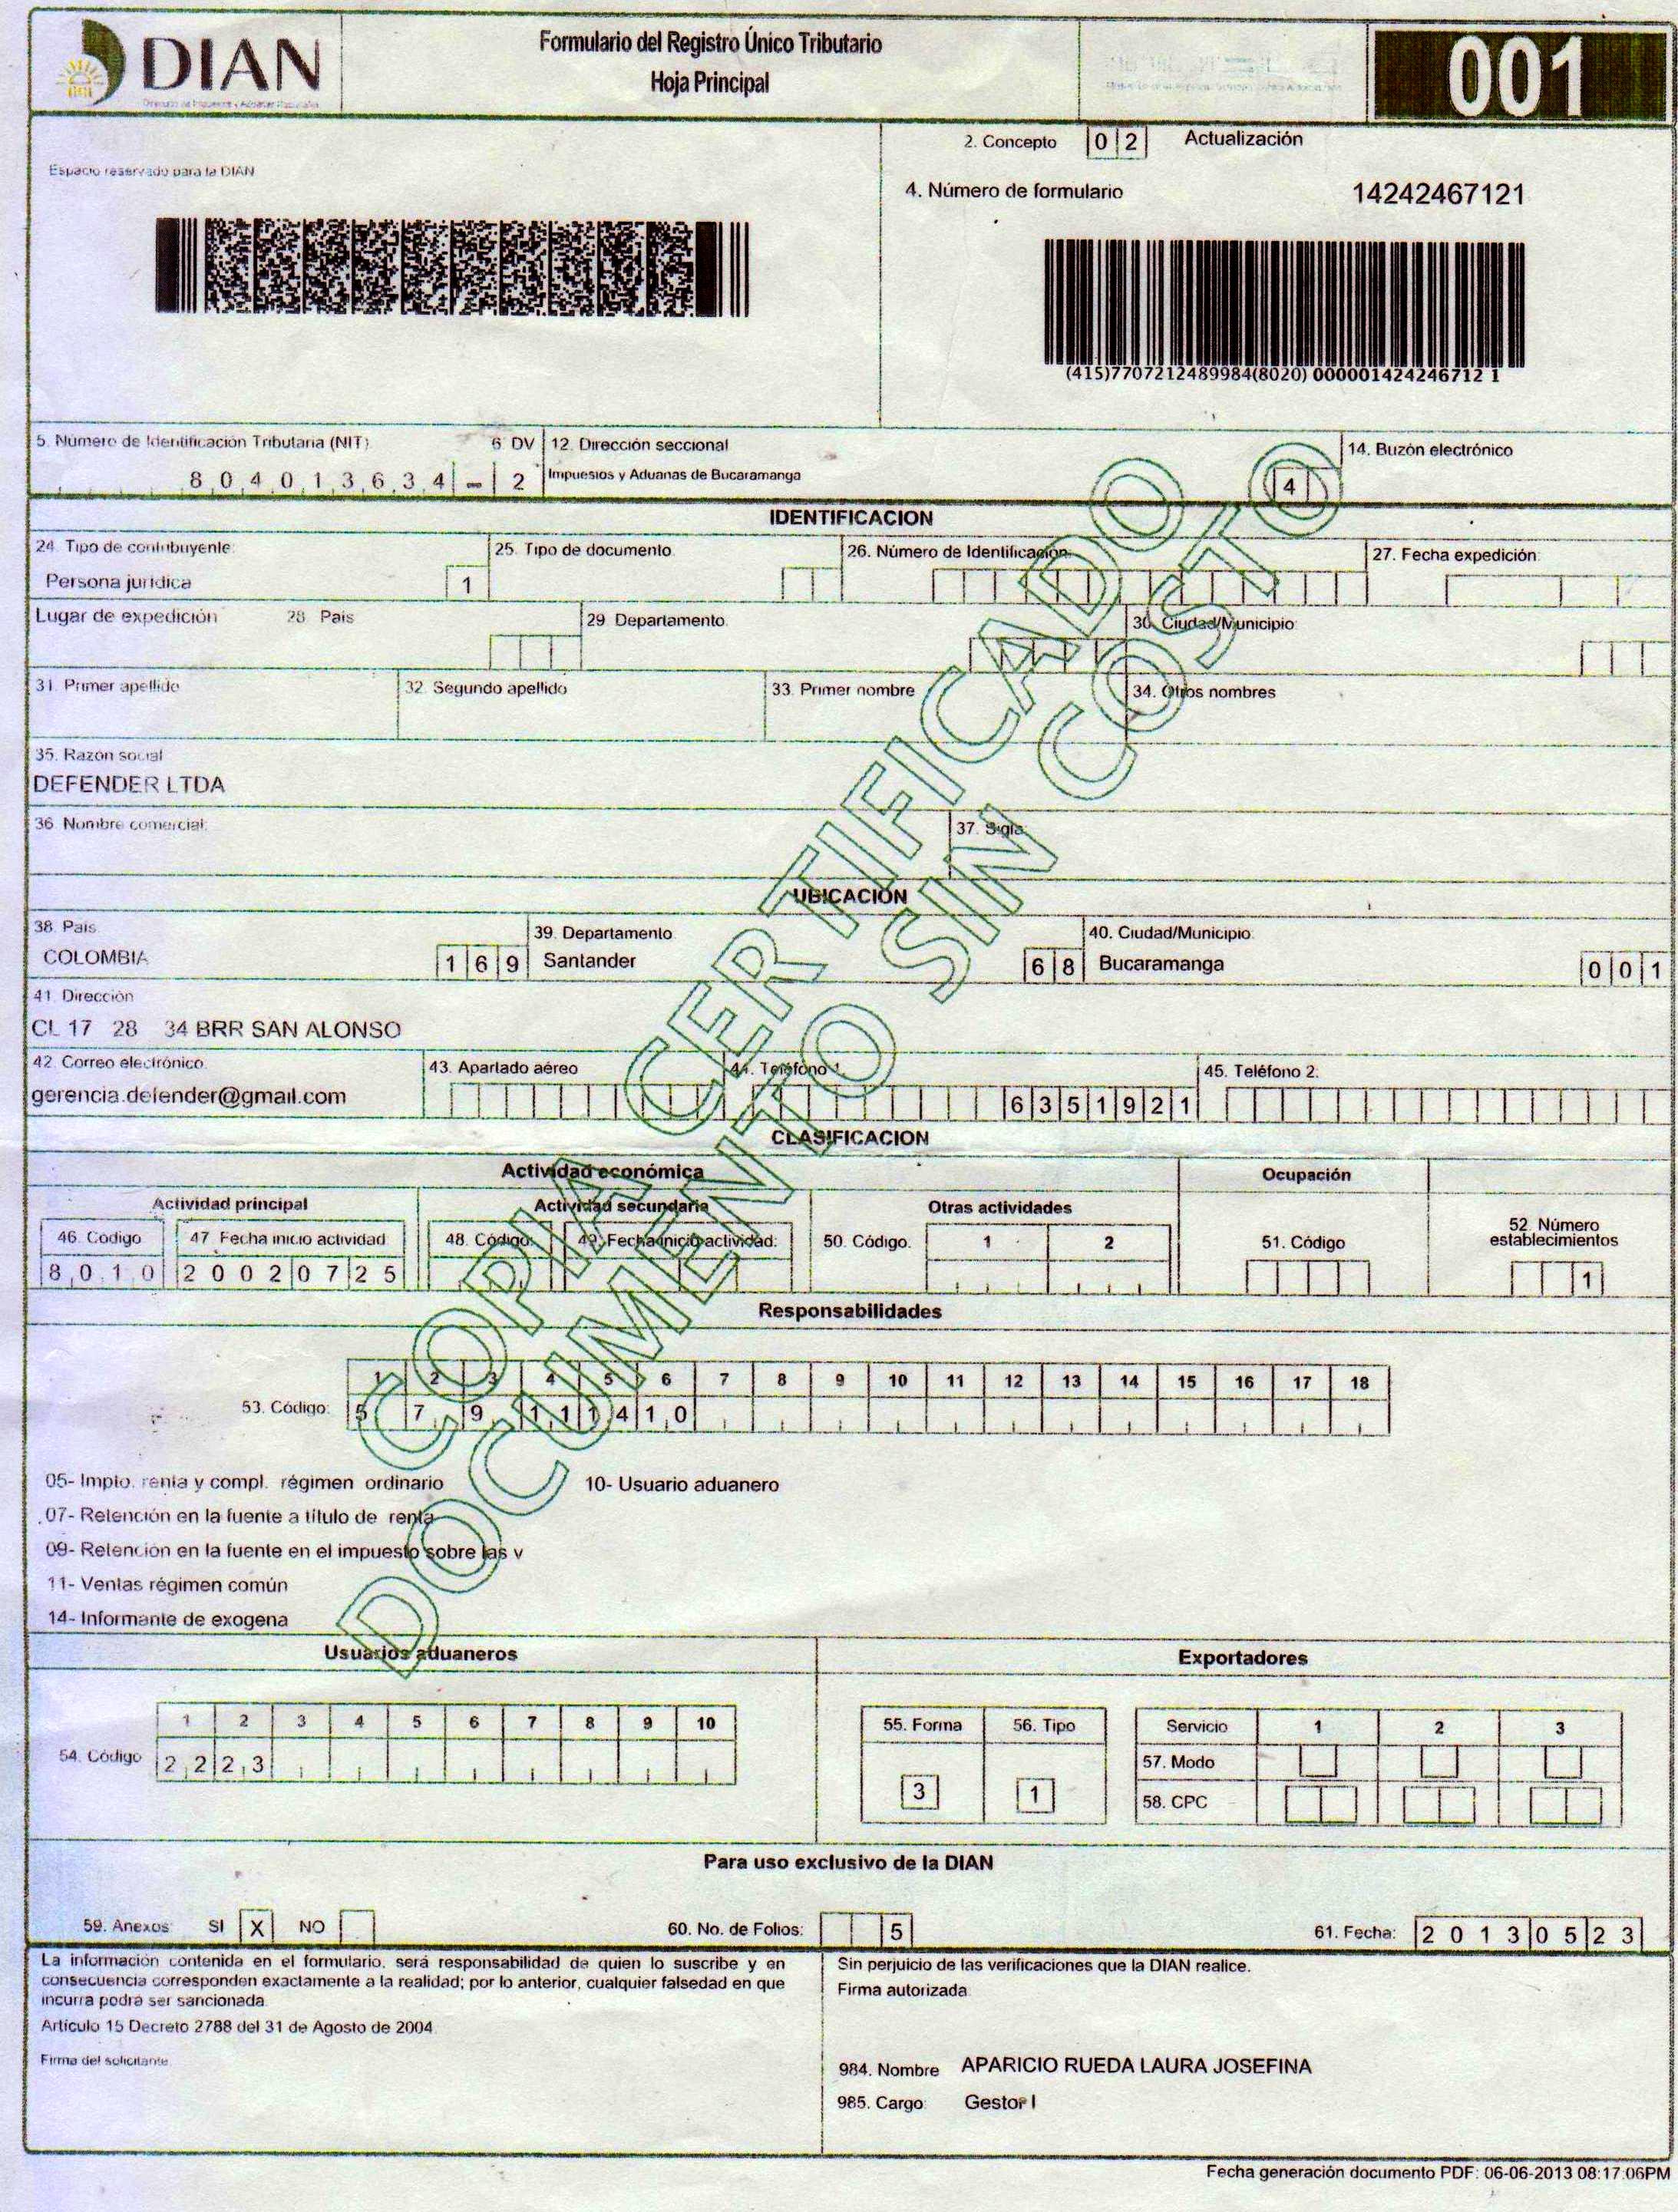 DIAN
Formulario del Registro Único Tributario
Hoja Principal
001
2. Concepto 0 2 Actualización
Espacio reservado para la DIAN
4. Número de formulario 14242467121
(415)7707212489984(8020) 000001424246712 1
5. Número de Identificación Tributaria (NIT) 6. DV 12. Dirección seccional 14. Buzón electrónico
8 0 4 0 1 3 6 3 4 - 2 Impuestos y Aduanas de Bucaramanga 4
IDENTIFICACION
24. Tipo de contribuyente: 25. Tipo de documento. 26. Número de Identificación: 27. Fecha expedición:
Persona jurídica 1
Lugar de expedición 28. País 29. Departamento. 30. Ciudad/Municipio:
31. Primer apellido 32. Segundo apellido 33. Primer nombre 34. Otros nombres
35. Razón social
DEFENDER LTDA
36. Nombre comercial: 37. Sigla:
UBICACIÓN
38. País 39. Departamento 40. Ciudad/Municipio:
COLOMBIA 1 6 9 Santander 6 8 Bucaramanga 0 0 1
41. Dirección
CL 17 28 34 BRR SAN ALONSO
42. Correo electrónico. 43. Apartado aéreo 44. Teléfono 1: 45. Teléfono 2:
gerencia.defender@gmail.com 6 3 5 1 9 2 1
CLASIFICACION
Actividad económica Ocupación
Actividad principal Actividad secundaria Otras actividades 52. Número establecimientos
46. Código 47. Fecha inicio actividad: 48. Código: 49. Fecha inicio actividad: 50. Código: 1 2 51. Código
8 0 1 0 2 0 0 2 0 7 2 5 1
Responsabilidades
1 2 3 4 5 6 7 8 9 10 11 12 13 14 15 16 17 18
53. Código: 5 7 9 1 1 1 4 1 0
05- Impto. renta y compl. régimen ordinario 10- Usuario aduanero
07- Retención en la fuente a título de renta
09- Retención en la fuente en el impuesto sobre las v
11- Ventas régimen común
14- Informante de exogena
Usuarios aduaneros Exportadores
1 2 3 4 5 6 7 8 9 10 55. Forma 56. Tipo Servicio 1 2 3
54. Código 2 2 2 3 57. Modo
3 1 58. CPC
Para uso exclusivo de la DIAN
59. Anexos: SI X NO 60. No. de Folios: 5 61. Fecha: 2 0 1 3 0 5 2 3
La información contenida en el formulario, será responsabilidad de quien lo suscribe y en
consecuencia corresponden exactamente a la realidad; por lo anterior, cualquier falsedad en que
incurra podrá ser sancionada.
Artículo 15 Decreto 2788 del 31 de Agosto de 2004.
Firma del solicitante:
Sin perjuicio de las verificaciones que la DIAN realice.
Firma autorizada:
984. Nombre APARICIO RUEDA LAURA JOSEFINA
985. Cargo: Gestor I
Fecha generación documento PDF: 06-06-2013 08:17:06PM
COPIA CERTIFICADO
DOCUMENTO SIN COSTO